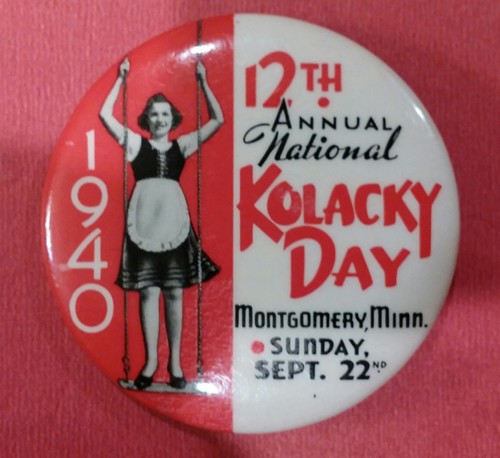 1940
12TH
ANNUAL
National
KOLACKY
DAY
MONTGOMERY, MINN.
• SUNDAY,
SEPT. 22ND